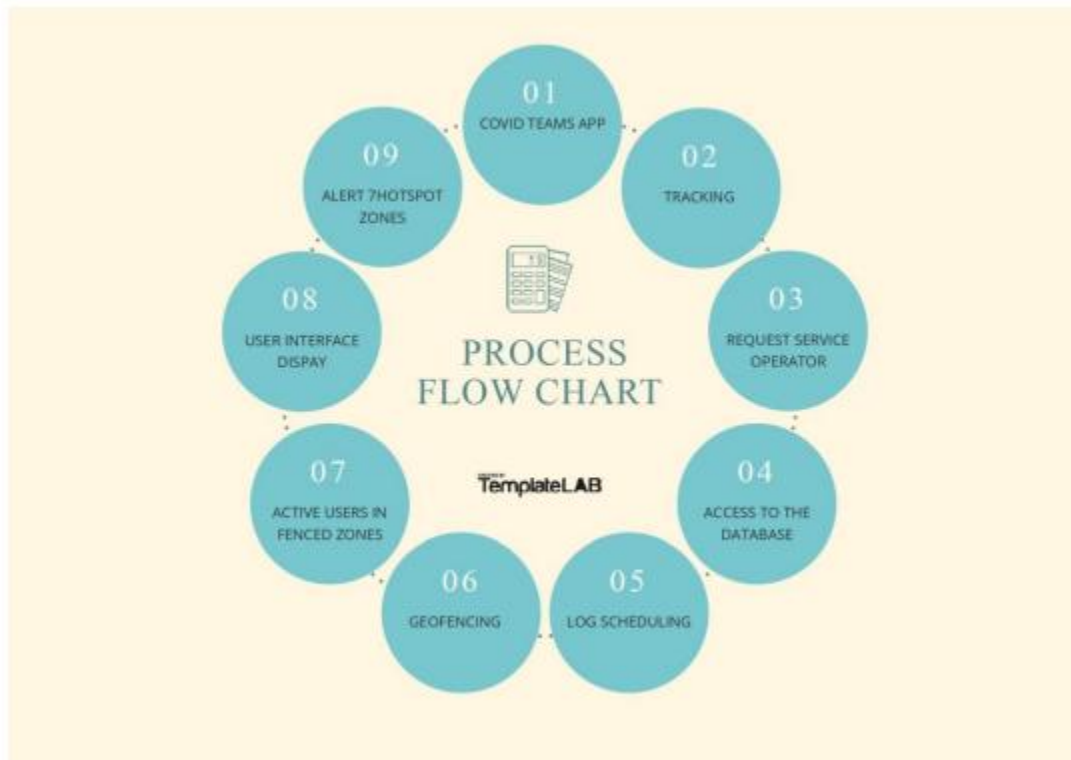 01
COVID TEAMS APP
02
TRACKING
03
REQUEST SERVICE
OPERATOR
04
ACCESS TO THE
DATABASE
05
LOG SCHEDULING
06
GEOFENCING
07
ACTIVE USERS IN
FENCED ZONES
08
USER INTERFACE
DISPAY
09
ALERT 7HOTSPOT
ZONES
PROCESS
FLOW CHART
TemplateLAB